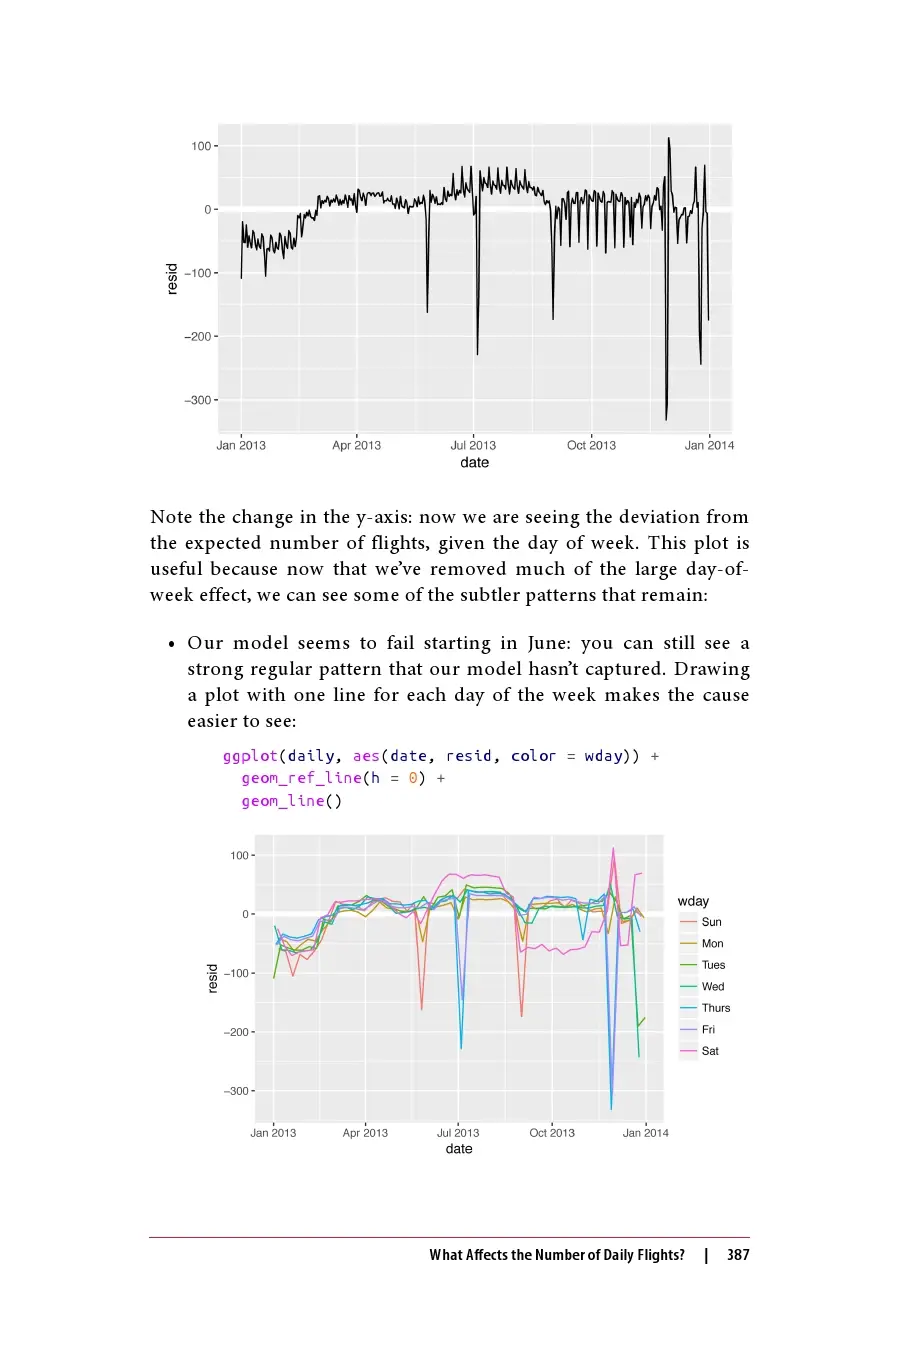 100
0
−100
−200
−300
resid
Jan 2013 Apr 2013 Jul 2013 Oct 2013 Jan 2014
date
Note the change in the y-axis: now we are seeing the deviation from
the expected number of flights, given the day of week. This plot is
useful because now that we’ve removed much of the large day-of-
week effect, we can see some of the subtler patterns that remain:
• Our model seems to fail starting in June: you can still see a
strong regular pattern that our model hasn’t captured. Drawing
a plot with one line for each day of the week makes the cause
easier to see:
ggplot(daily, aes(date, resid, color = wday)) +
geom_ref_line(h = 0) +
geom_line()
100
0
−100
−200
−300
resid
Jan 2013 Apr 2013 Jul 2013 Oct 2013 Jan 2014
date
wday
Sun
Mon
Tues
Wed
Thurs
Fri
Sat
What Affects the Number of Daily Flights? | 387